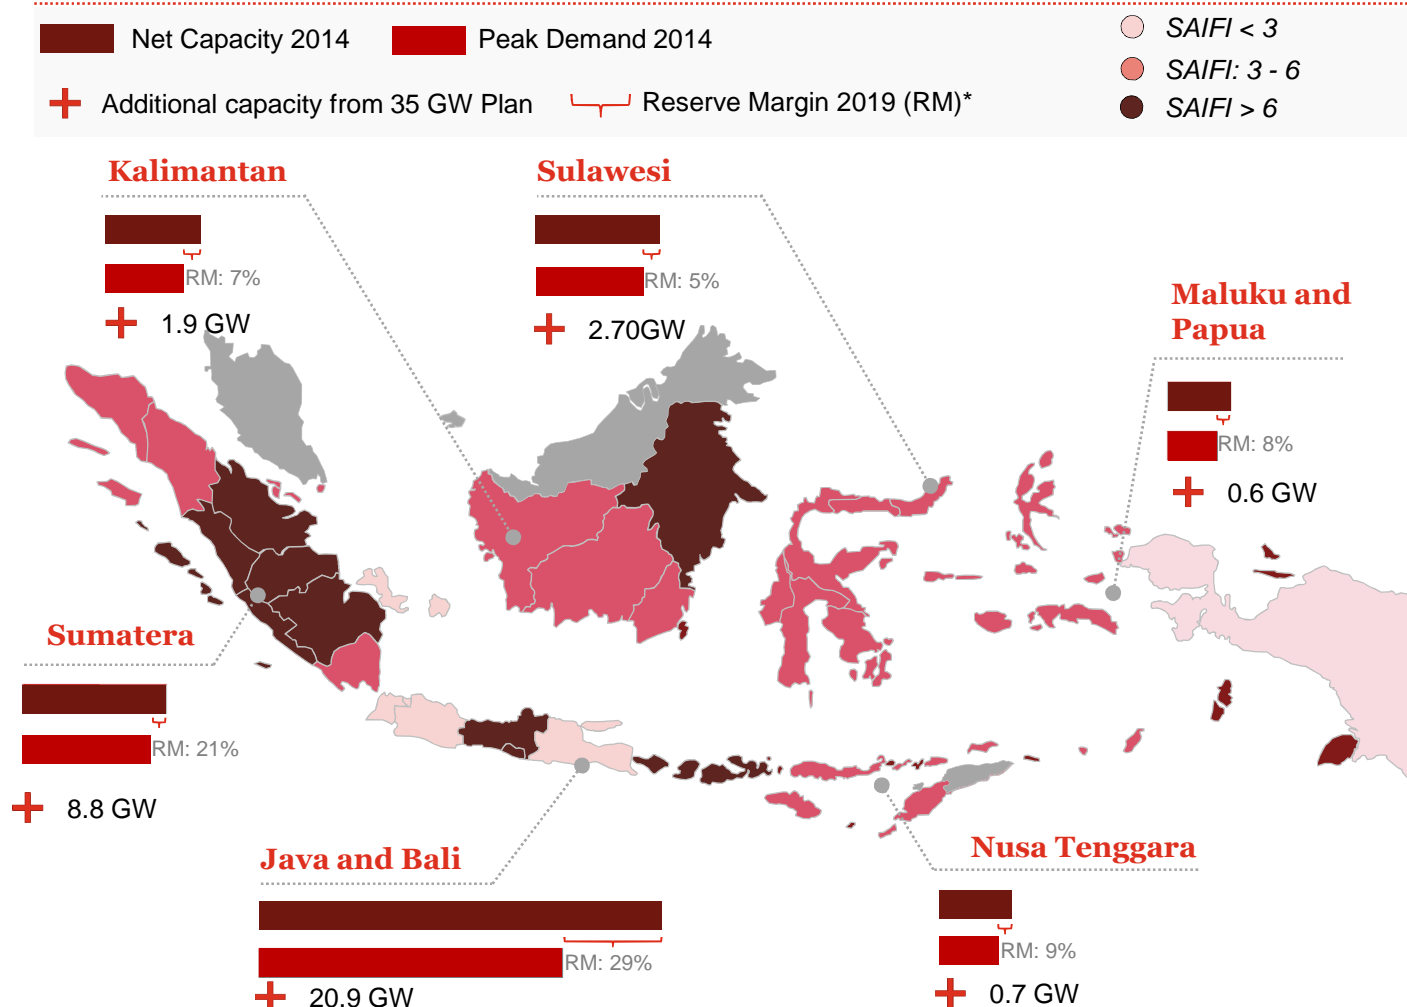 Net Capacity 2014
Peak Demand 2014
SAIFI < 3
SAIFI: 3 - 6
Additional capacity from 35 GW Plan
Reserve Margin 2019 (RM)*
SAIFI > 6
Kalimantan
RM: 7%
1.9 GW
Sulawesi
RM: 5%
2.70GW
Maluku and
Papua
RM: 8%
0.6 GW
Sumatera
RM: 21%
8.8 GW
Java and Bali
RM: 29%
20.9 GW
Nusa Tenggara
RM: 9%
0.7 GW